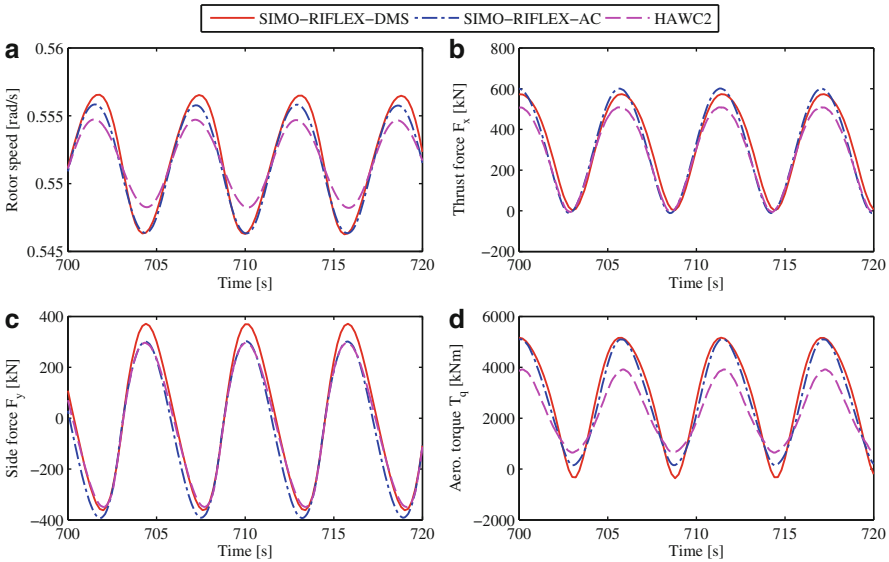 SIMO−RIFLEX−DMS SIMO−RIFLEX−AC HAWC2
a
0.56
0.555
0.55
0.545
Rotor speed [rad/s]
700 705 710 715 720
Time [s]
b
800
600
400
200
0
−200
Thrust force Fx [kN]
700 705 710 715 720
Time [s]
c
400
200
0
−200
−400
Side force Fy [kN]
700 705 710 715 720
Time [s]
d
6000
4000
2000
0
−2000
Aero. torque Tq [kNm]
700 705 710 715 720
Time [s]